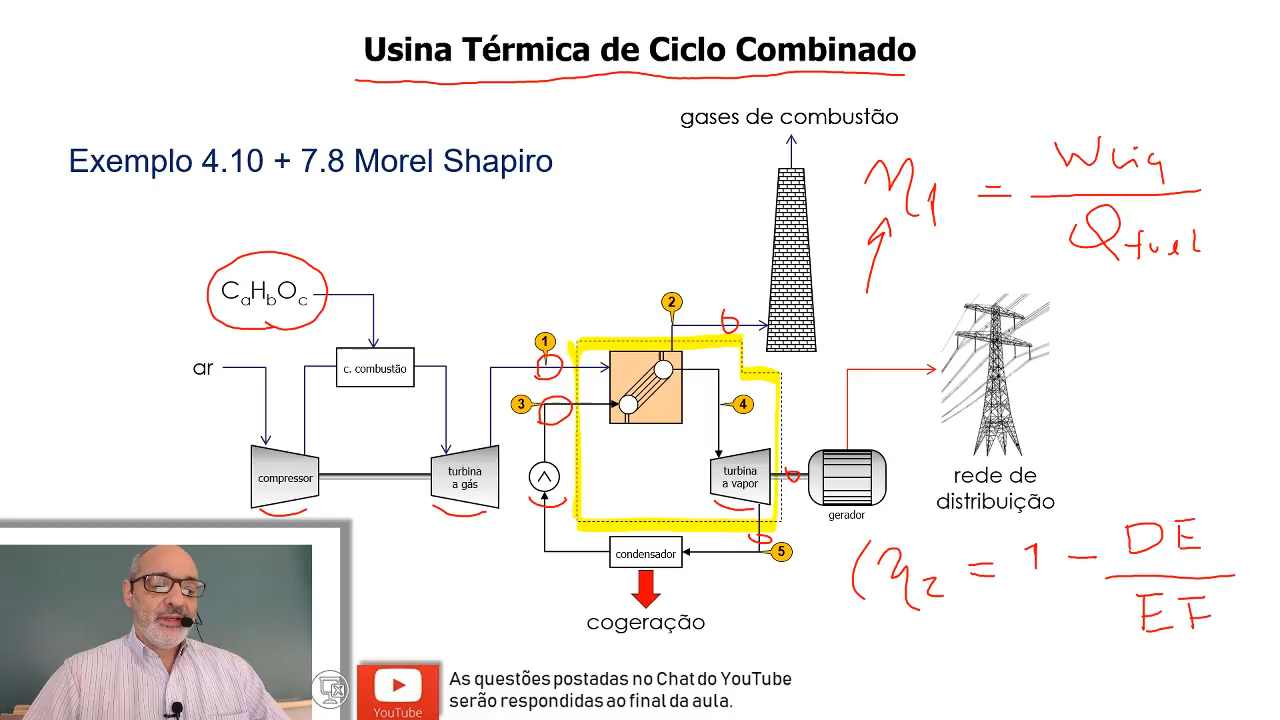 Usina Térmica de Ciclo Combinado
gases de combustão
Exemplo 4.10 + 7.8 Morel Shapiro
η1 = Wliq / Qfuel
CaHbOc
2
1
ar
c. combustão
3
4
compressor
turbina
a gás
turbina
a vapor
rede de
distribuição
gerador
condensador
5
η2 = 1 - DE / EF
cogeração
As questões postadas no Chat do YouTube
serão respondidas ao final da aula.
YouTube